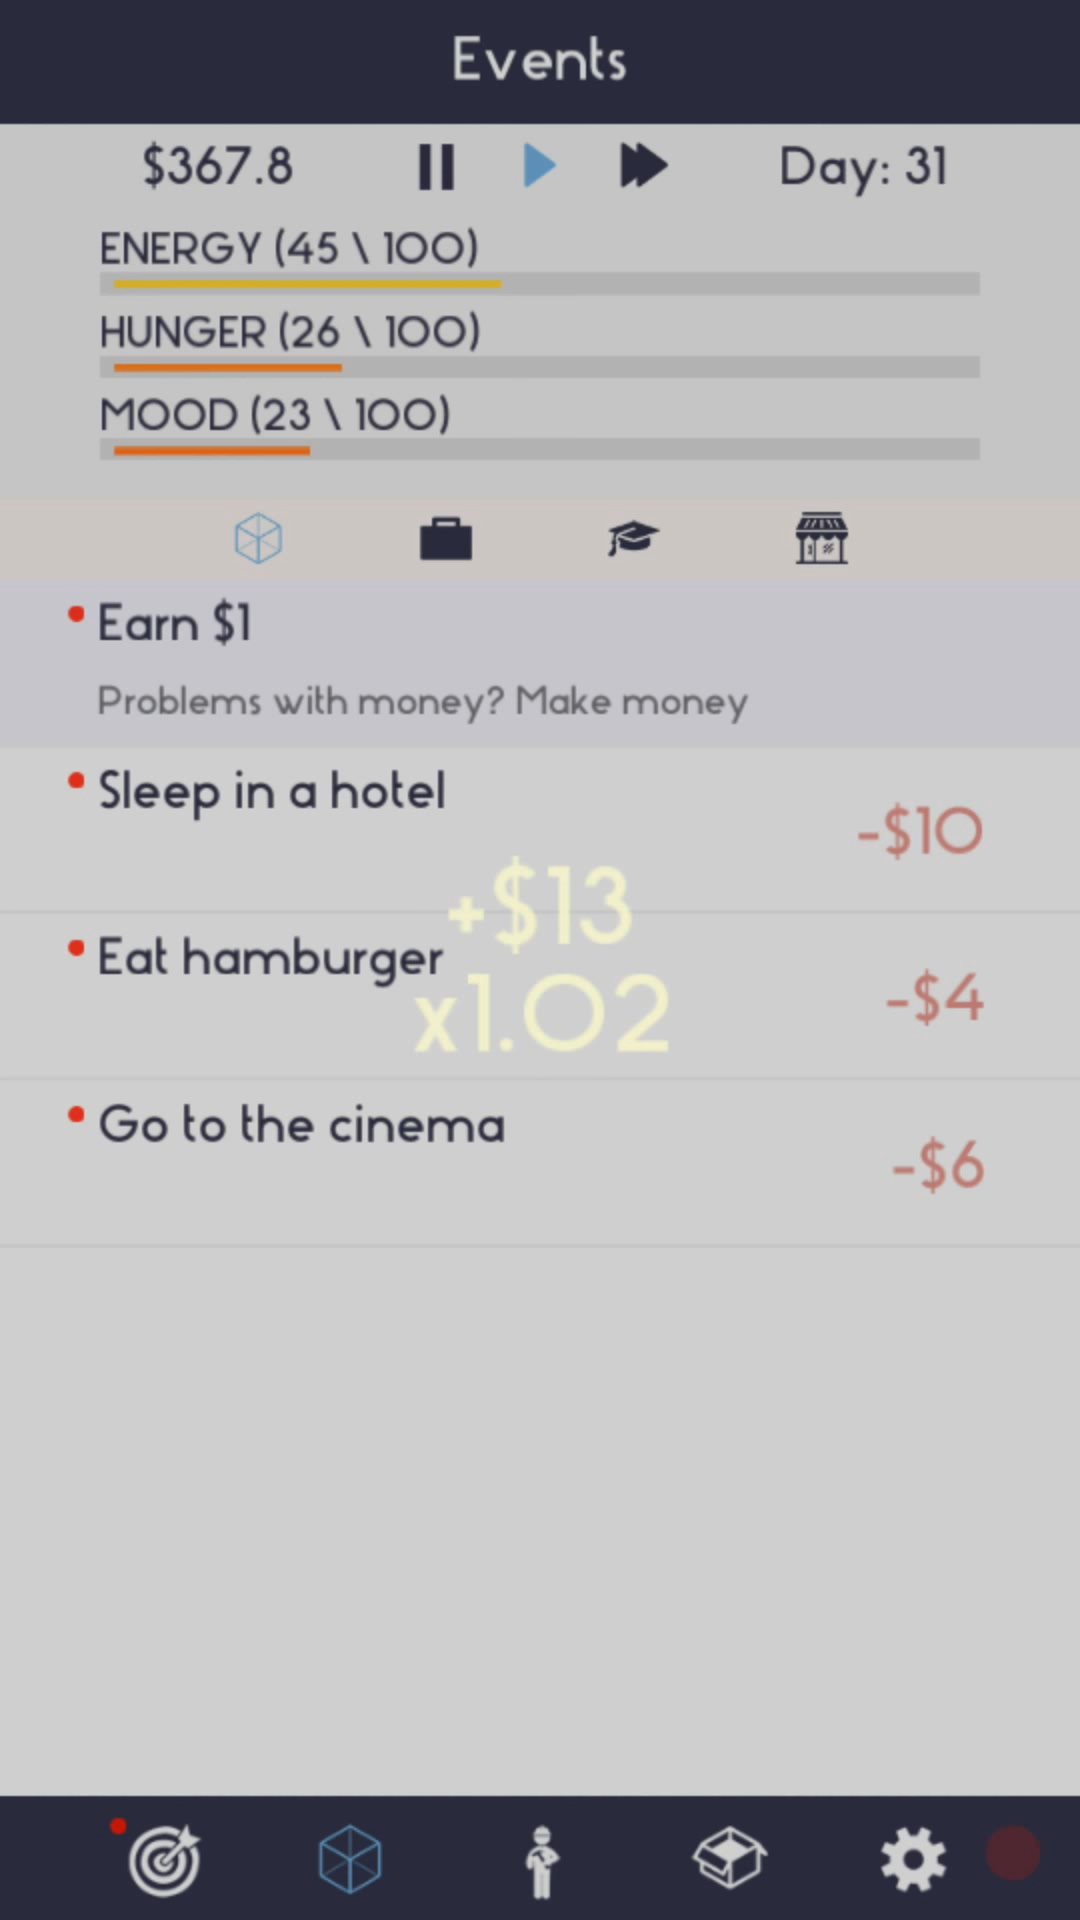 Events
$367.8
Day: 31
ENERGY (45 \ 100)
HUNGER (26 \ 100)
MOOD (23 \ 100)
Earn $1
Problems with money? Make money
Sleep in a hotel
-$10
+$13
Eat hamburger
-$4
x1.02
Go to the cinema
-$6